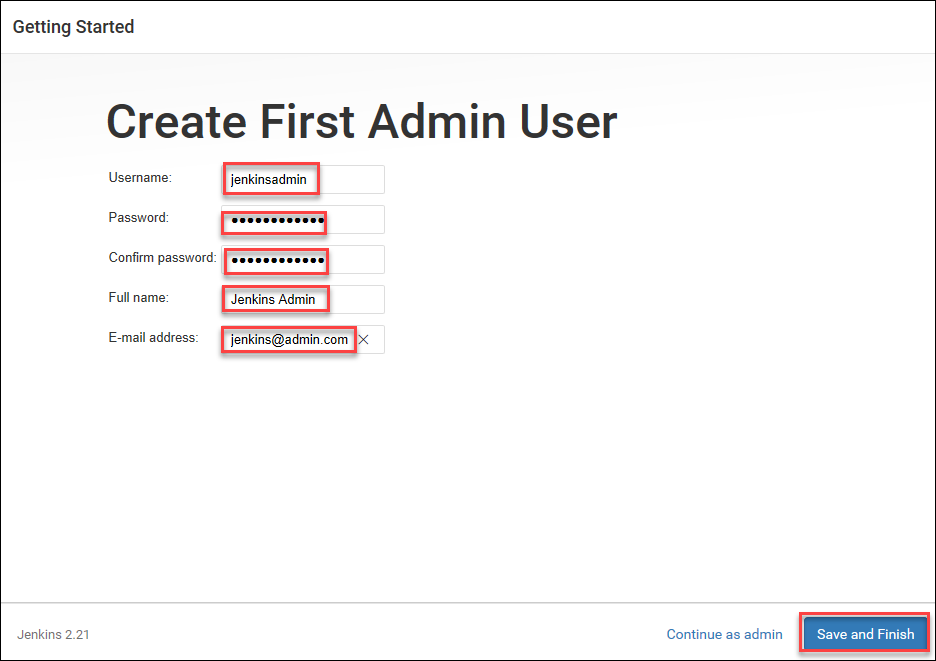 Getting Started
Create First Admin User
Username: jenkinsadmin
Password: ••••••••••••
Confirm password: ••••••••••••
Full name: Jenkins Admin
E-mail address: jenkins@admin.com
Jenkins 2.21 Continue as admin Save and Finish